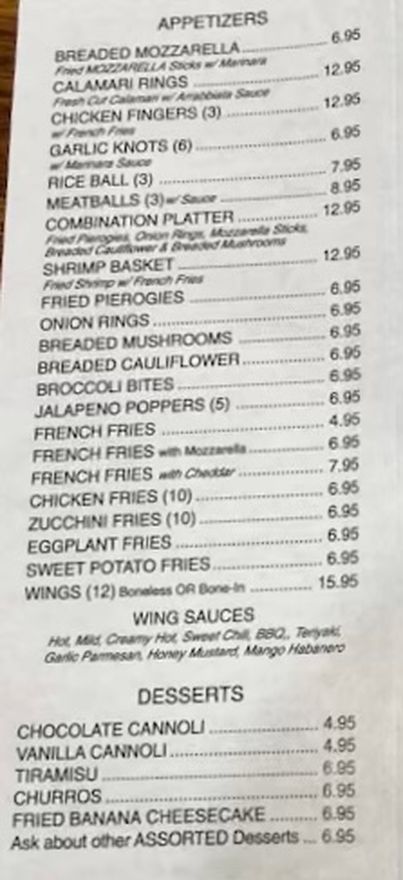 APPETIZERS
BREADED MOZZARELLA 6.95
Fried MOZZARELLA Sticks w/ Marinara
CALAMARI RINGS 12.95
Fresh Cut Calamari w/ Arrabbiata Sauce
CHICKEN FINGERS (3) 12.95
w/ French Fries
GARLIC KNOTS (6) 6.95
w/ Marinara Sauce
RICE BALL (3) 7.95
MEATBALLS (3) w/ Sauce 8.95
COMBINATION PLATTER 12.95
Fried Pierogies, Onion Rings, Mozzarella Sticks,
Breaded Cauliflower & Breaded Mushrooms
SHRIMP BASKET 12.95
Fried Shrimp w/ French Fries
FRIED PIEROGIES 6.95
ONION RINGS 6.95
BREADED MUSHROOMS 6.95
BREADED CAULIFLOWER 6.95
BROCCOLI BITES 6.95
JALAPENO POPPERS (5) 6.95
FRENCH FRIES 4.95
FRENCH FRIES with Mozzarella 6.95
FRENCH FRIES with Cheddar 7.95
CHICKEN FRIES (10) 6.95
ZUCCHINI FRIES (10) 6.95
EGGPLANT FRIES 6.95
SWEET POTATO FRIES 6.95
WINGS (12) Boneless OR Bone-In 15.95
WING SAUCES
Hot, Mild, Creamy Hot, Sweet Chili, BBQ,, Teriyaki,
Garlic Parmesan, Honey Mustard, Mango Habanero
DESSERTS
CHOCOLATE CANNOLI 4.95
VANILLA CANNOLI 4.95
TIRAMISU 6.95
CHURROS 6.95
FRIED BANANA CHEESECAKE 6.95
Ask about other ASSORTED Desserts ... 6.95